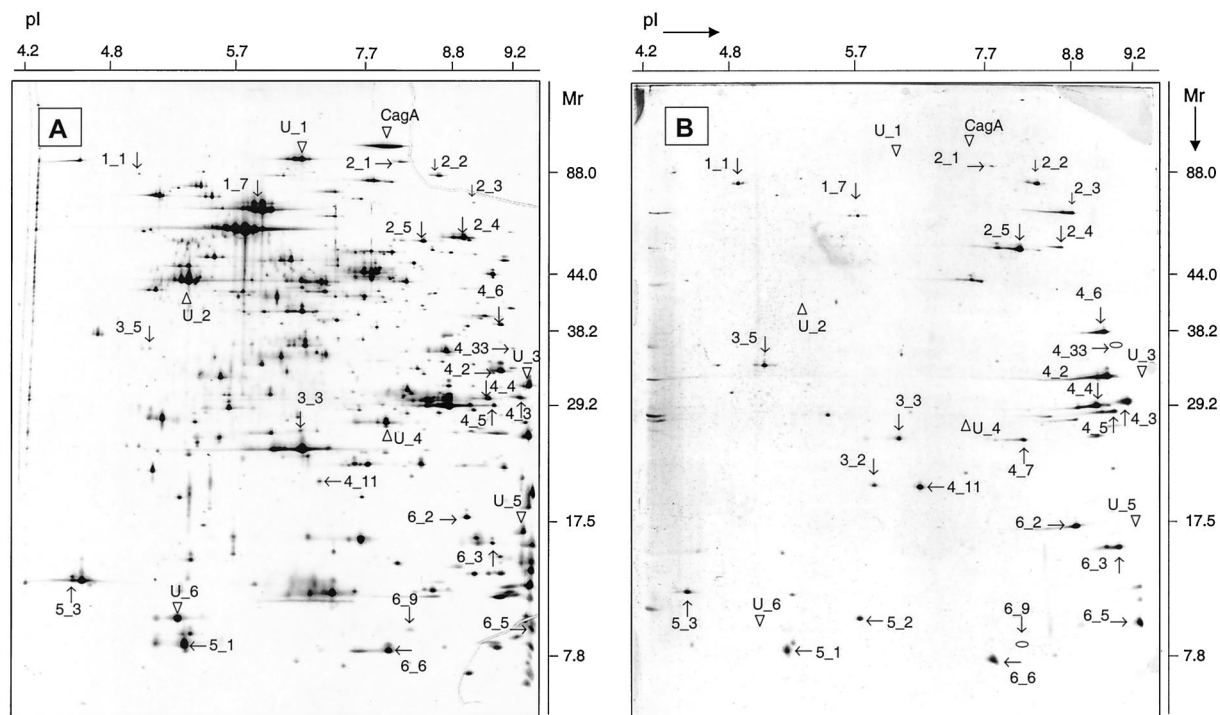 pI
pI
4.2 4.8 5.7 7.7 6.8 9.2
4.2 4.8 5.7 7.7 8.8 9.2
Mr
Mr
A
B
CagA
U_1
1_1
2_1
2_2
1_7
2_3
2_5
2_4
4_6
U_2
3_5
4_33
U_3
4_2
4_4
3_3
4_5
4_3
U_4
4_11
U_5
6_2
6_3
5_3
U_6
6_9
6_5
5_1
6_6
88.0
44.0
38.2
29.2
17.5
7.8
U_1
CagA
1_1
2_1
2_2
1_7
2_3
2_5
2_4
4_6
U_2
3_5
4_33
U_3
4_2
4_4
3_3
U_4
4_5
4_3
3_2
4_7
4_11
U_5
6_2
6_3
5_3
U_6
5_2
6_9
6_5
5_1
6_6
88.0
44.0
38.2
29.2
17.5
7.8